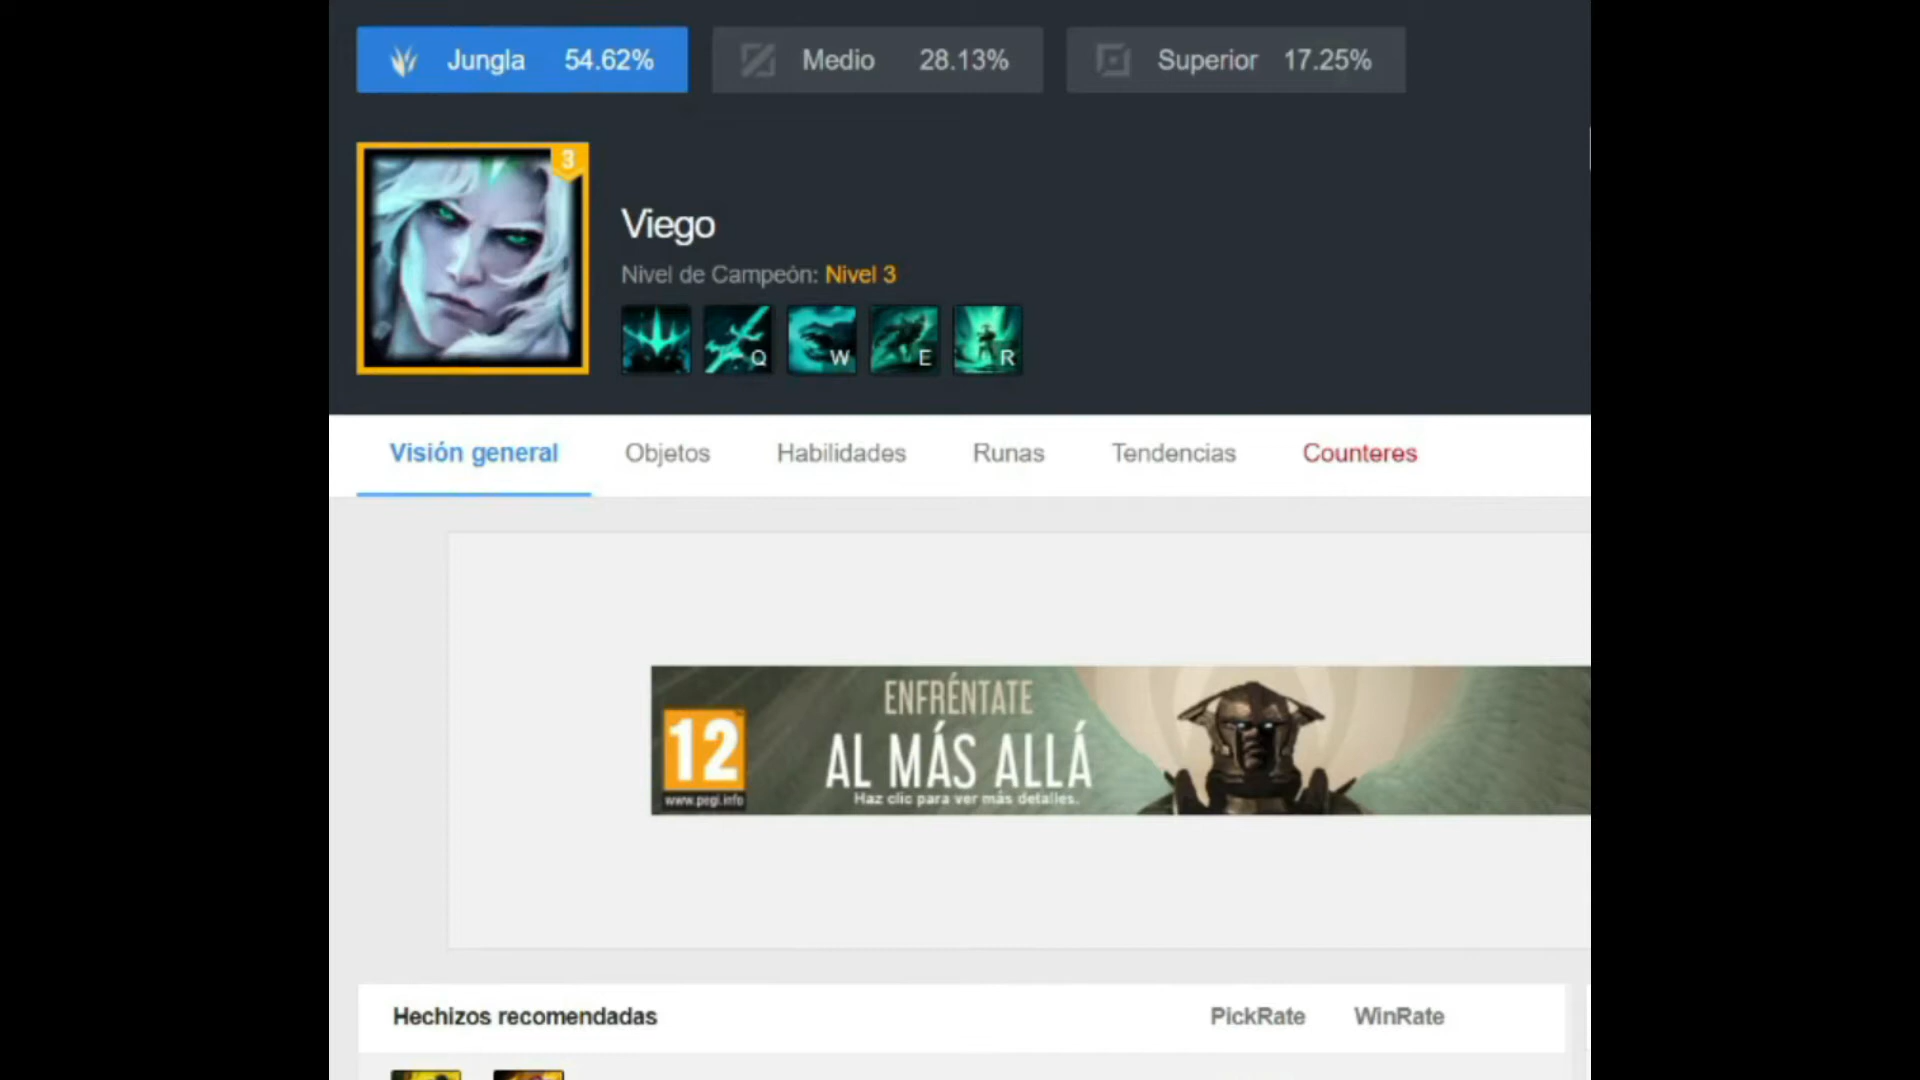 Jungla 54.62% Medio 28.13% Superior 17.25%
3
Viego
Nivel de Campeón: Nivel 3
Q W E R
Visión general Objetos Habilidades Runas Tendencias Counteres
ENFRÉNTATE
AL MÁS ALLÁ
Haz clic para ver más detalles.
12
www.pegi.info
Hechizos recomendadas PickRate WinRate